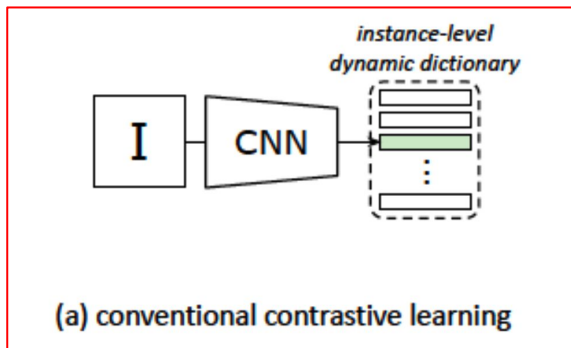 instance-level
dynamic dictionary
I
CNN
(a) conventional contrastive learning